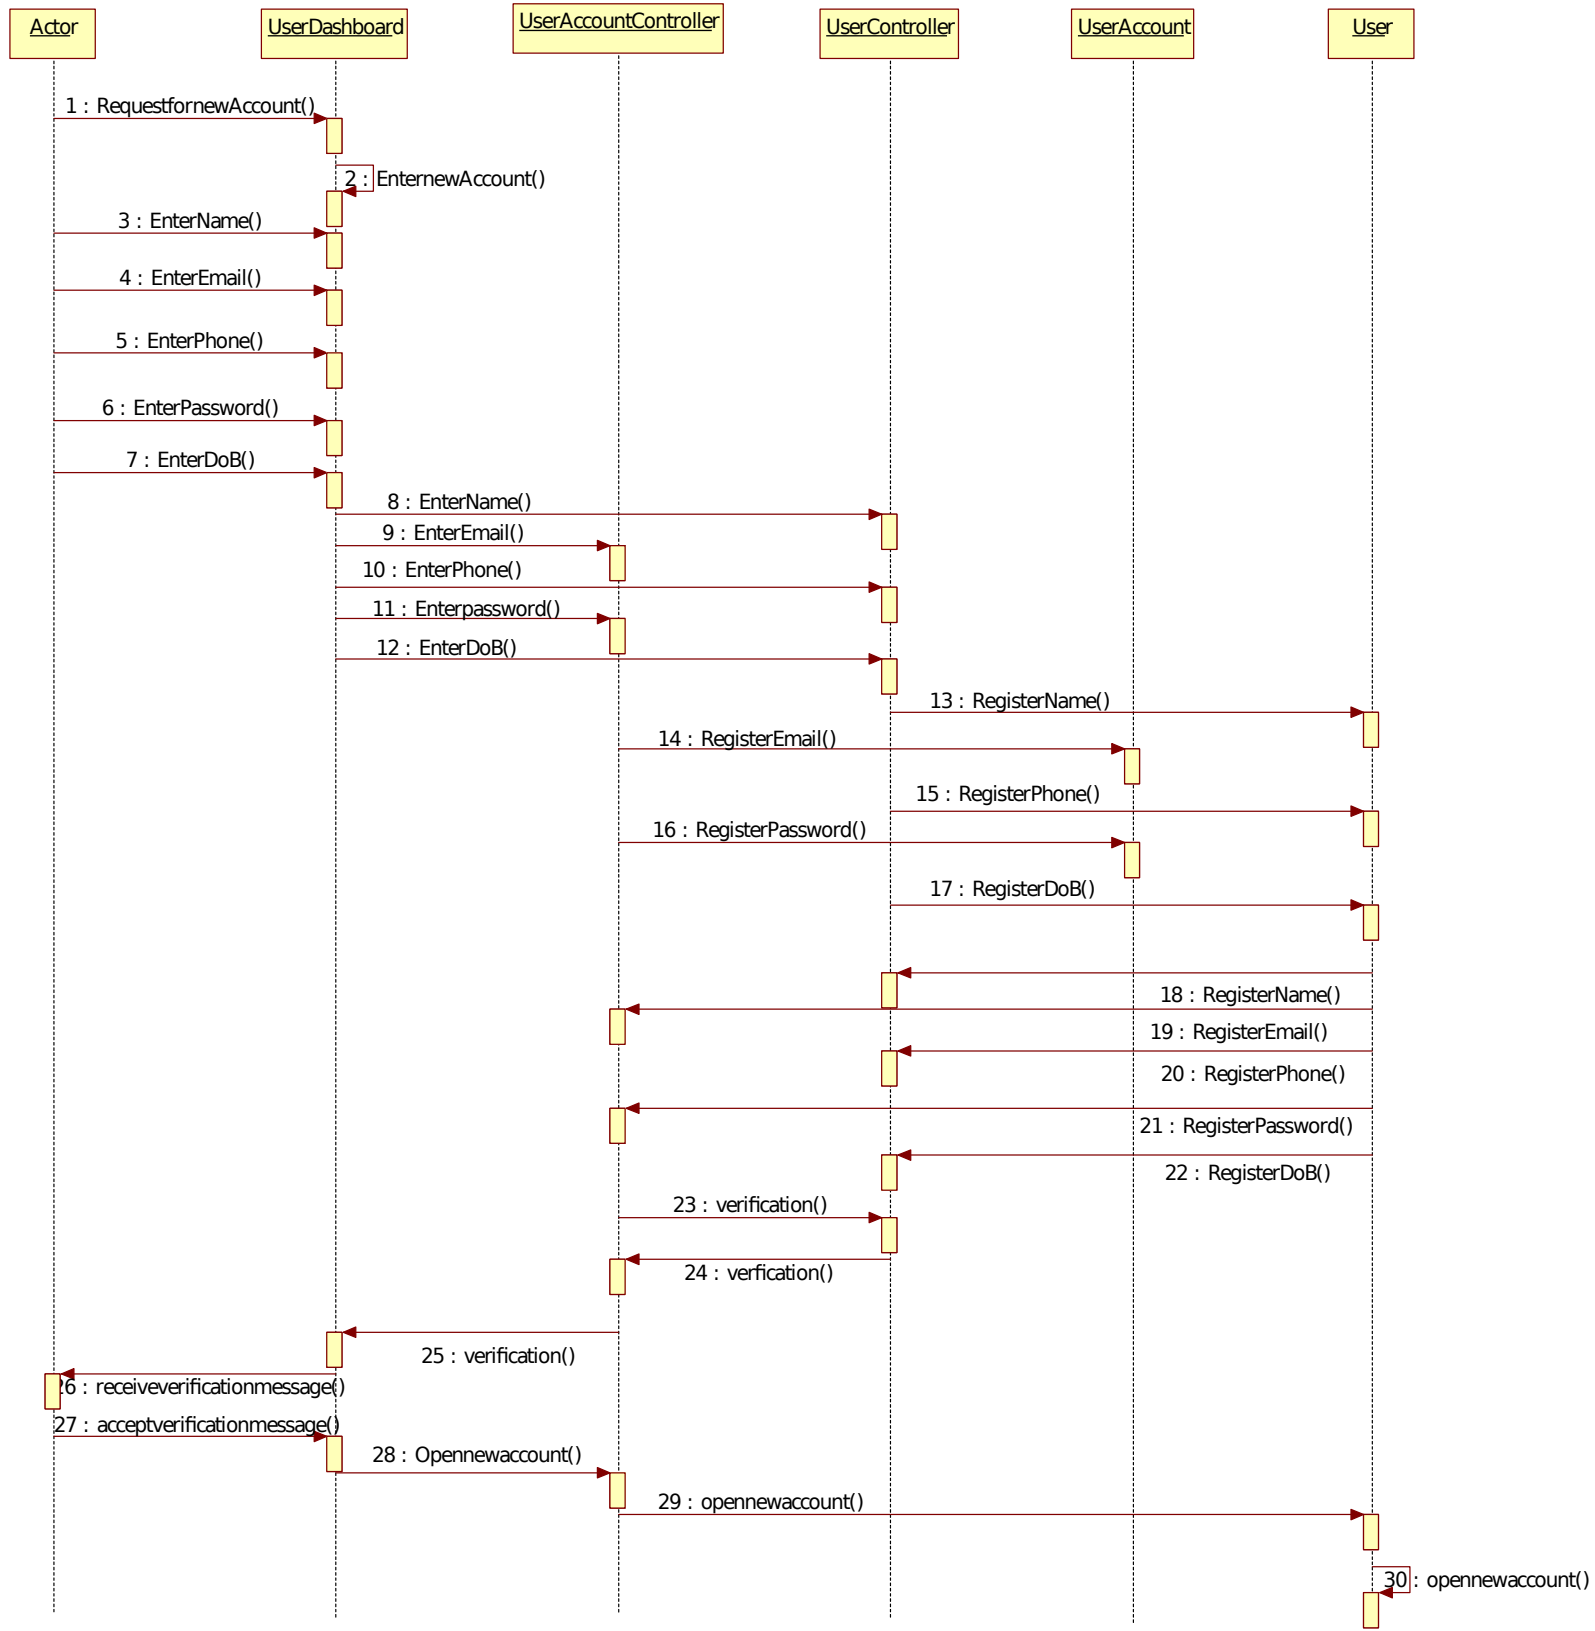 Actor
UserDashboard
UserAccountController
UserController
UserAccount
User
1 : RequestfornewAccount()
2 : EnternewAccount()
3 : EnterName()
4 : EnterEmail()
5 : EnterPhone()
6 : EnterPassword()
7 : EnterDoB()
8 : EnterName()
9 : EnterEmail()
10 : EnterPhone()
11 : Enterpassword()
12 : EnterDoB()
13 : RegisterName()
14 : RegisterEmail()
15 : RegisterPhone()
16 : RegisterPassword()
17 : RegisterDoB()
18 : RegisterName()
19 : RegisterEmail()
20 : RegisterPhone()
21 : RegisterPassword()
22 : RegisterDoB()
23 : verification()
24 : verfication()
25 : verification()
26 : receiveverificationmessage()
27 : acceptverificationmessage()
28 : Opennewaccount()
29 : opennewaccount()
30 : opennewaccount()